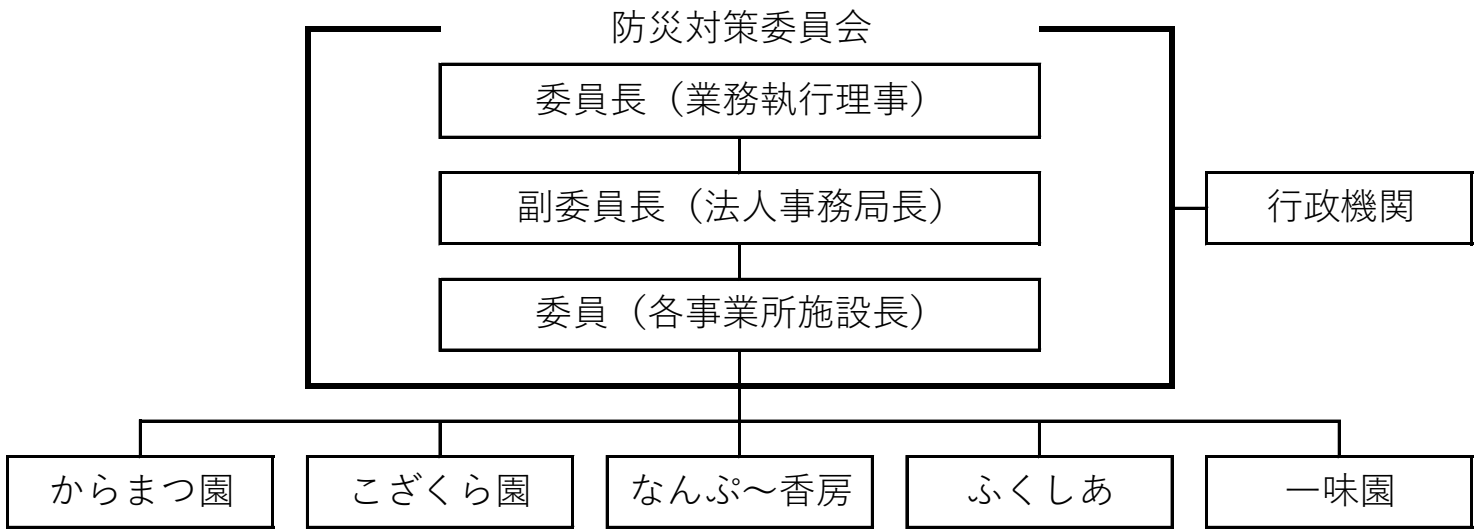 防災対策委員会
委員長（業務執行理事）
副委員長（法人事務局長）
行政機関
委員（各事業所施設長）
からまつ園
こざくら園
なんぷ～香房
ふくしあ
一味園